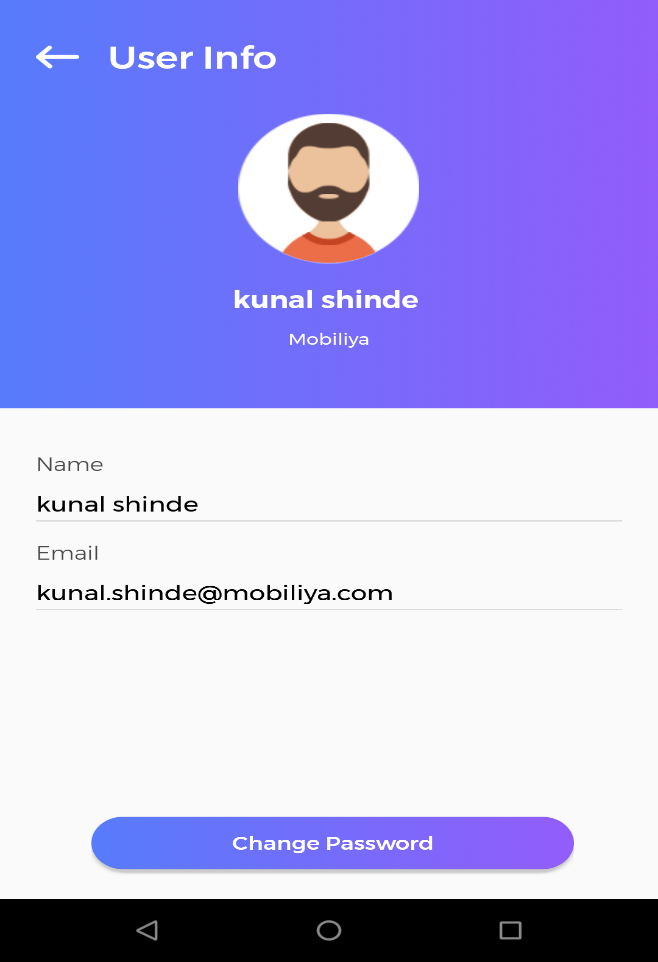 User Info
kunal shinde
Mobiliya
Name
kunal shinde
Email
kunal.shinde@mobiliya.com
Change Password